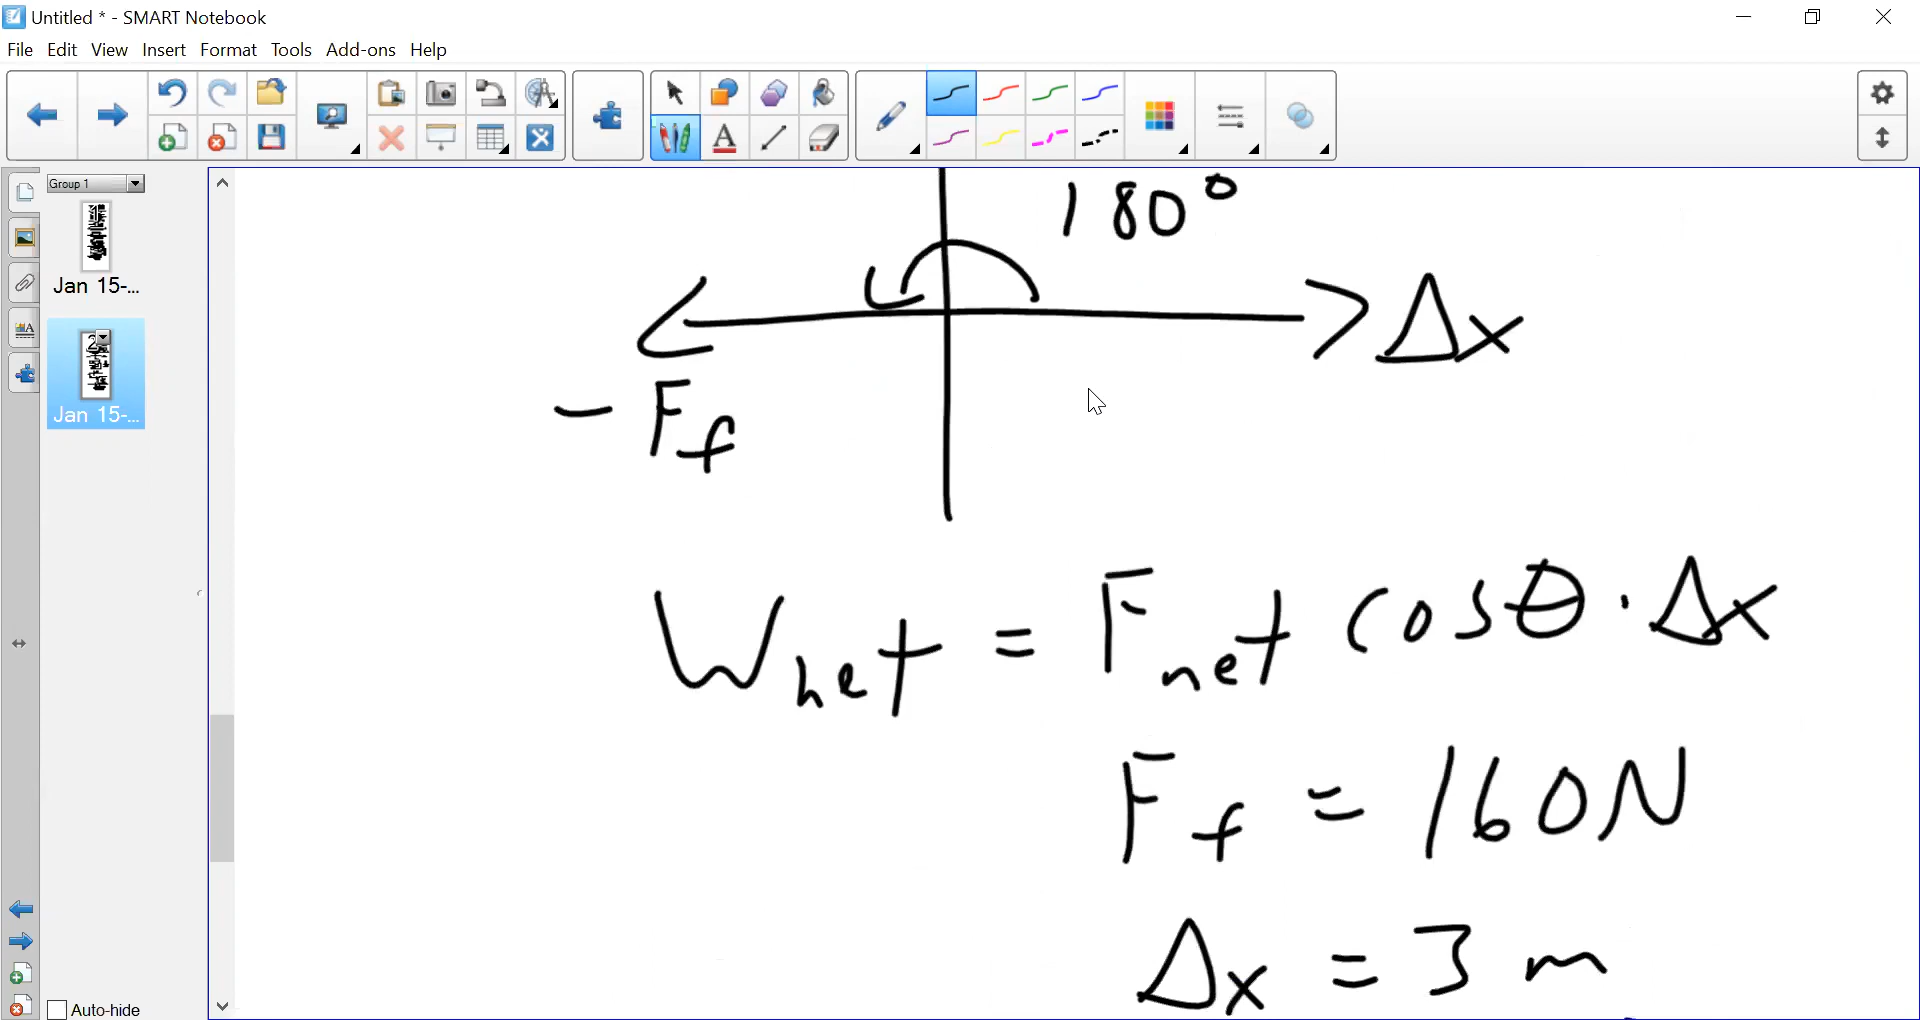 Untitled * - SMART Notebook
File Edit View Insert Format Tools Add-ons Help
Group 1
Jan 15-...
Jan 15-...
180°
Δx
- Ff
Wnet = Fnet cosθ · Δx
Ff = 160N
Δx = 3 m
Auto-hide